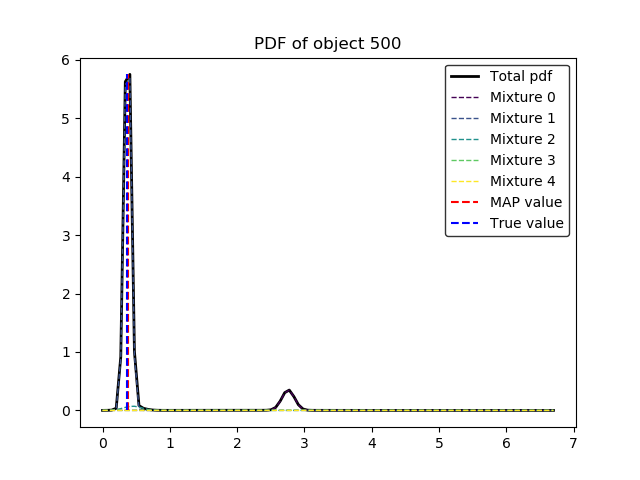 PDF of object 500
6
5
4
3
2
1
0
0 1 2 3 4 5 6 7
Total pdf
Mixture 0
Mixture 1
Mixture 2
Mixture 3
Mixture 4
MAP value
True value